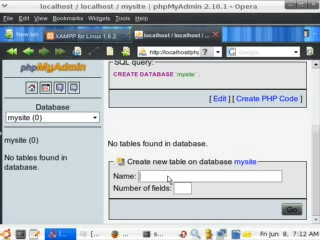 localhost / localhost / mysite | phpMyAdmin 2.10.1 - Opera
File Edit View Bookmarks Widgets Tools Help
New tab
XAMPP for Linux 1.6.2
localhost / localhost / ...
http://localhost/ph
Google
phpMyAdmin
Database
mysite (0)
mysite (0)
No tables found in
database.
SQL query:
CREATE DATABASE `mysite` ;
[ Edit ] [ Create PHP Code ]
No tables found in database.
Create new table on database mysite
Name:
Number of fields:
Go
Fri Jun 8, 7:12 AM